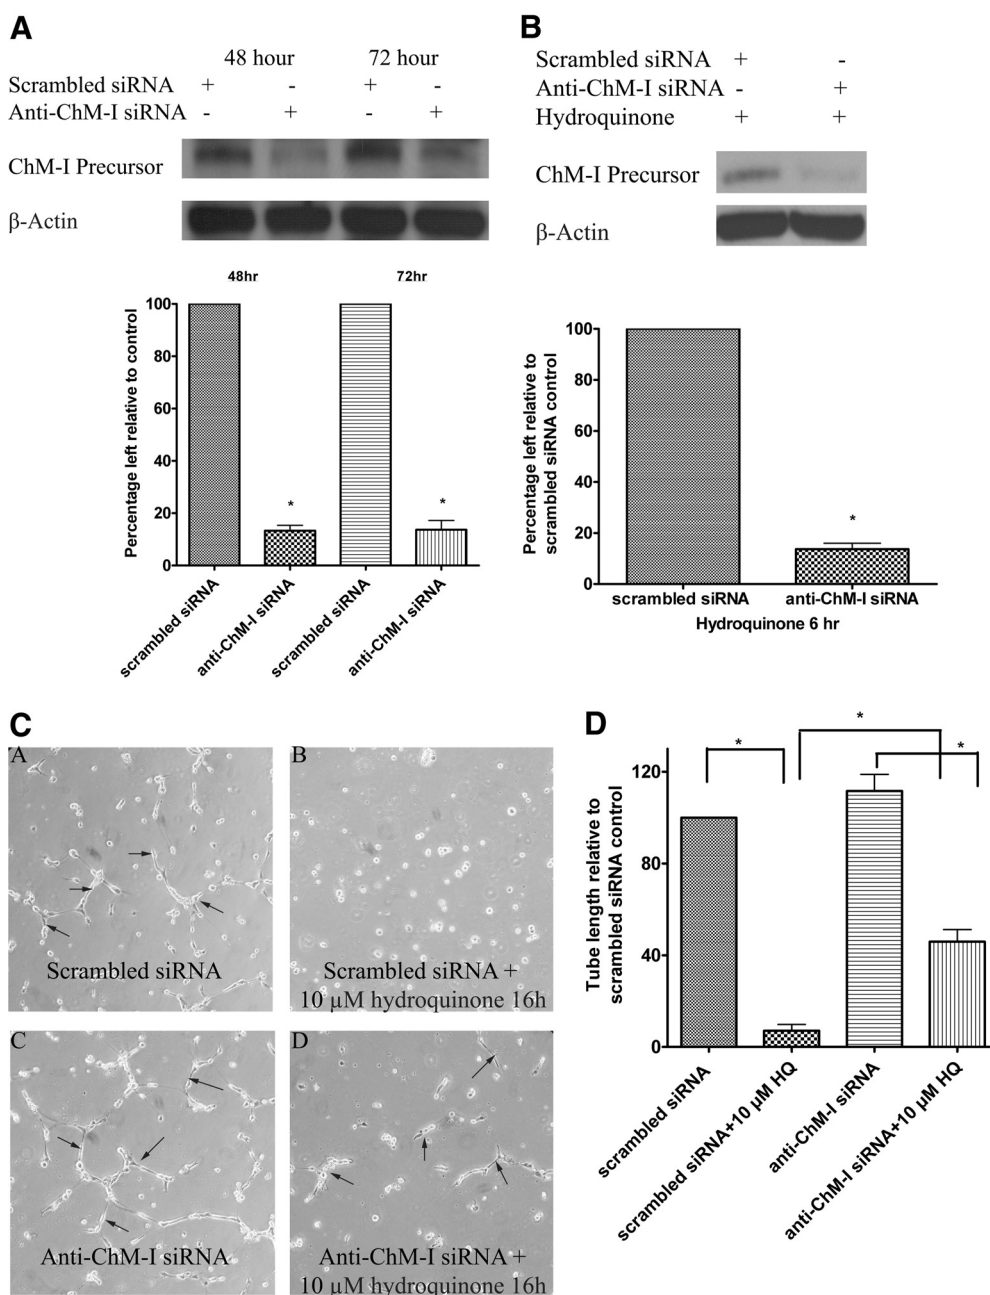 A
48 hour 72 hour
Scrambled siRNA + - + -
Anti-ChM-I siRNA - + - +
ChM-I Precursor
β-Actin
48hr 72hr
Percentage left relative to control
100
80
60
40
20
0
* *
scrambled siRNA
anti-ChM-I siRNA
scrambled siRNA
anti-ChM-I siRNA
B
Scrambled siRNA + -
Anti-ChM-I siRNA - +
Hydroquinone + +
ChM-I Precursor
β-Actin
Percentage left relative to
scrambled siRNA control
100
80
60
40
20
0
*
scrambled siRNA anti-ChM-I siRNA
Hydroquinone 6 hr
C
A
Scrambled siRNA
B
Scrambled siRNA +
10 µM hydroquinone 16h
C
Anti-ChM-I siRNA
D
Anti-ChM-I siRNA +
10 µM hydroquinone 16h
D
Tube length relative to
scrambled siRNA control
120
80
40
0
* * *
scrambled siRNA
scrambled siRNA+10 µM HQ
anti-ChM-I siRNA
anti-ChM-I siRNA+10 µM HQ